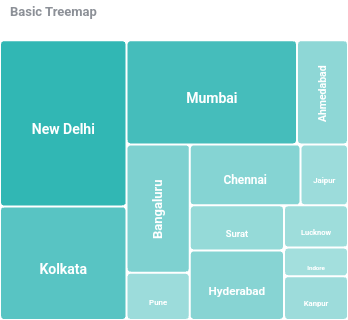 Basic Treemap
New Delhi
Mumbai
Ahmedabad
Bangaluru
Chennai
Jaipur
Surat
Lucknow
Kolkata
Pune
Hyderabad
Indore
Kanpur